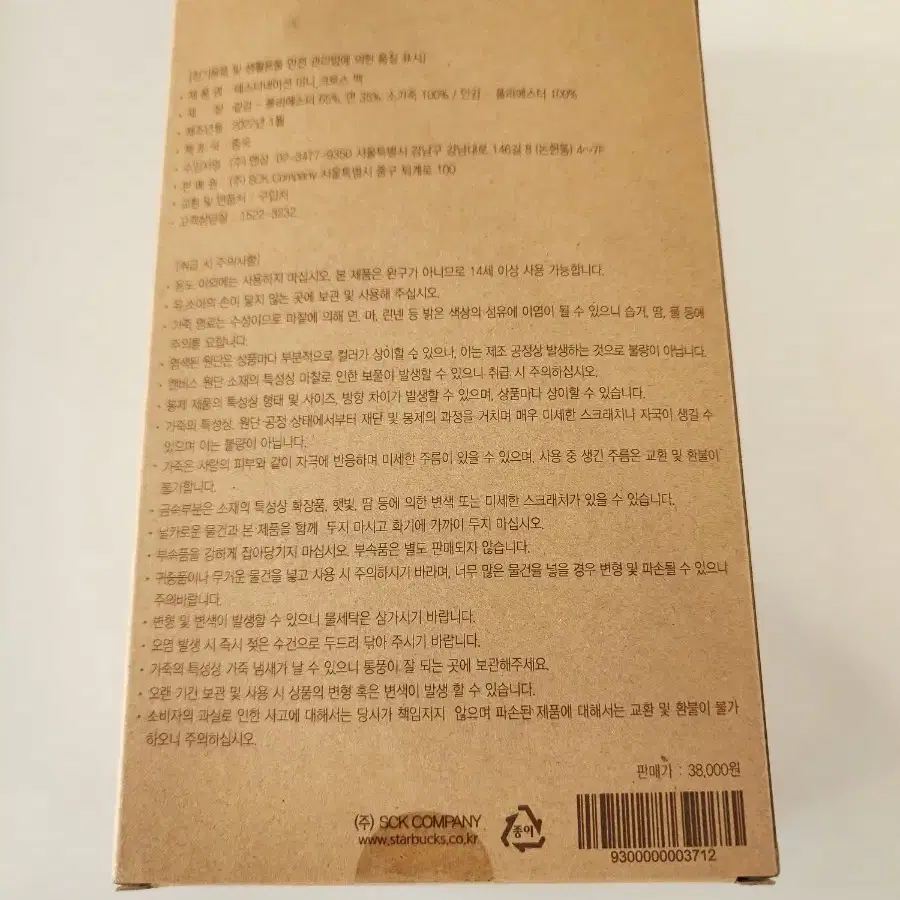 [전기용품 및 생활용품 안전 관리법에 의한 품질 표시]
· 제 품 명 데스티네이션 미니 크로스 백
· 재 질 겉감 - 폴리에스터 65%, 면 35%, 소가죽 100% / 안감 폴리에스터 100%
· 제조년월 2022년 1월
· 제 조 국 중국
· 수입자명 (주) 02-3477-9350 서울특별시 강남구 강남대로 146길 8 (논현동)
· 판 매 원 (주) SCK Company 서울특별시 중구 퇴계로 100
· 교환 및 반품처 : 구입처
· 고객상담실 1522-3232
[취급 시 주의사항]
· 용도 이외에는 사용하지 마십시오. 본 제품은 완구가 아니므로 14세 이상 사용 가능합니다.
· 유.소아의 손이 닿지 않는 곳에 보관 및 사용해 주십시오.
· 가죽 염료는 수성이므로 마찰에 의해 면, 마, 린넨 등 밝은 색상의 섬유에 이염이 될 수 있으니 습기, 땀, 물 등에
주의를 요합니다.
· 염색된 원단은 상품마다 부분적으로 컬러가 상이할 수 있으나, 이는 제조 공정상 발생하는 것으로 불량이 아닙니다.
· 캔버스 원단 소재의 특성상 마찰로 인한 보풀이 발생할 수 있으니 취급 시 주의하십시오.
· 봉제 제품의 특성상 형태 및 사이즈, 방향 차이가 발생할 수 있으며, 상품마다 상이할 수 있습니다.
· 가죽의 특성상, 원단 공정 상태에서부터 재단 및 봉제의 과정을 거치며 매우 미세한 스크래치나 자국이 생길 수
있으며 이는 불량이 아닙니다.
· 가죽은 사람의 피부와 같이 자극에 반응하며 미세한 주름이 있을 수 있으며, 사용 중 생긴 주름은 교환 및 환불이
불가합니다.
· 금속부분은 소재의 특성상 화장품, 햇빛, 땀 등에 의한 변색 또는 미세한 스크래치가 있을 수 있습니다.
· 날카로운 물건과 본 제품을 함께 두지 마시고 화기에 가까이 두지 마십시오.
· 부속품을 강하게 잡아당기지 마십시오. 부속품은 별도 판매되지 않습니다.
· 귀중품이나 무거운 물건을 넣고 사용 시 주의하시기 바라며, 너무 많은 물건을 넣을 경우 변형 및 파손될 수 있으니
주의바랍니다.
· 변형 및 변색이 발생할 수 있으니 물세탁은 삼가시기 바랍니다.
· 오염 발생 시 즉시 젖은 수건으로 두드려 닦아 주시기 바랍니다.
· 가죽의 특성상 가죽 냄새가 날 수 있으니 통풍이 잘 되는 곳에 보관해주세요.
· 오랜 기간 보관 및 사용 시 상품의 변형 혹은 변색이 발생 할 수 있습니다.
· 소비자의 과실로 인한 사고에 대해서는 당사가 책임지지 않으며 파손된 제품에 대해서는 교환 및 환불이 불가
하오니 주의하십시오.
판매가 : 38,000원
(주) SCK COMPANY
www.starbucks.co.kr
종이
9300000003712